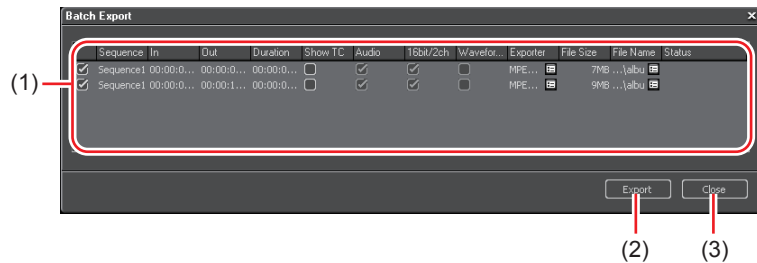 Batch Export
Sequence In Out Duration Show TC Audio 16bit/2ch Wavefor... Exporter File Size File Name Status
Sequence1 00:00:0... 00:00:0... 00:00:0... MPE... 7MB ...\albu
Sequence1 00:00:0... 00:00:1... 00:00:0... MPE... 9MB ...\albu
(1)
Export Close
(2) (3)